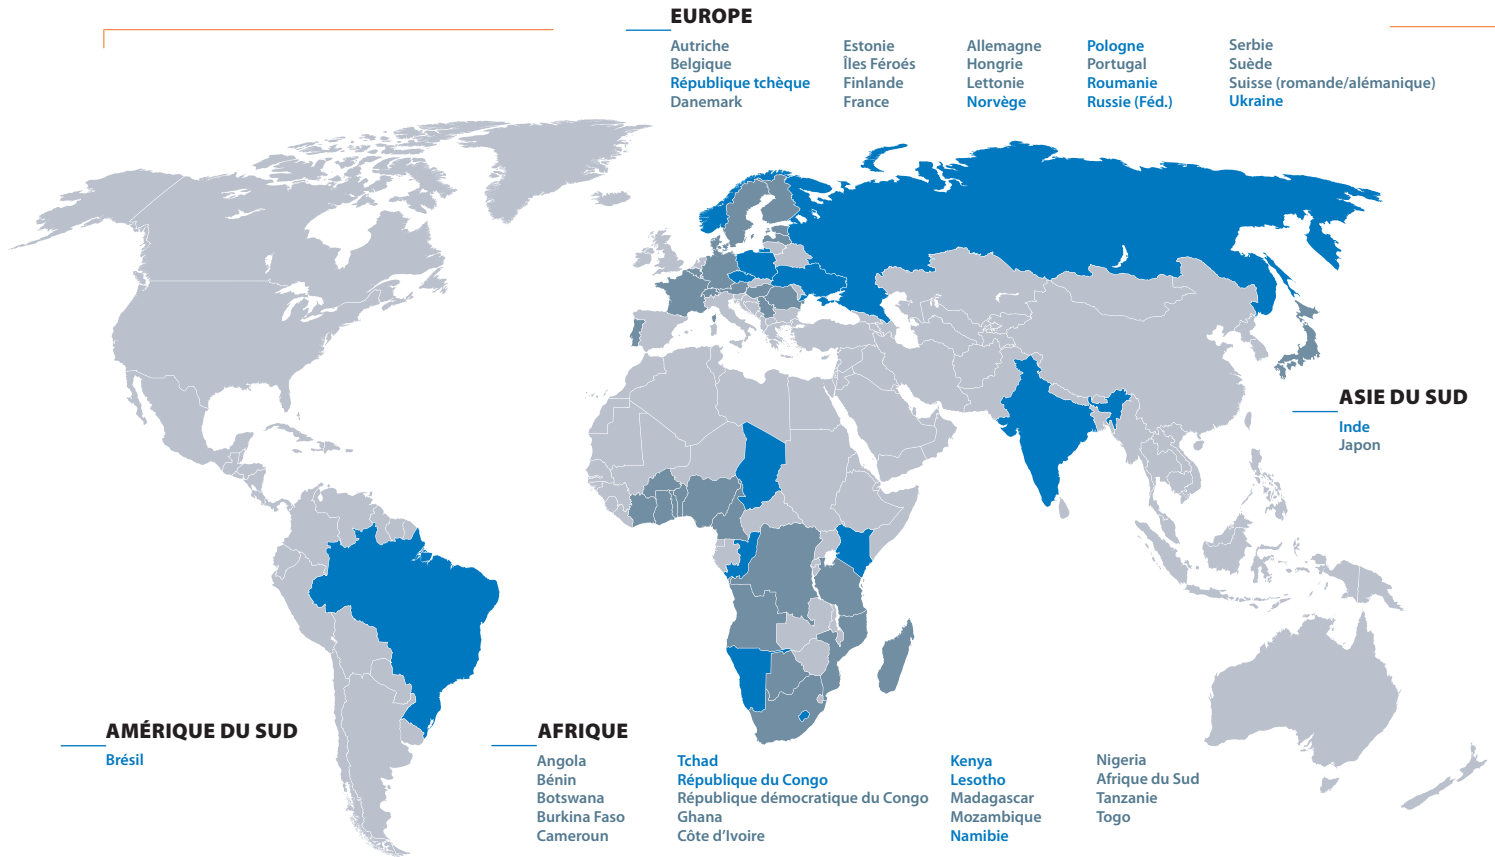 EUROPE
Autriche
Belgique
République tchèque
Danemark
Estonie
Îles Féroés
Finlande
France
Allemagne
Hongrie
Lettonie
Norvège
Pologne
Portugal
Roumanie
Russie (Féd.)
Serbie
Suède
Suisse (romande/alémanique)
Ukraine
ASIE DU SUD
Inde
Japon
AMÉRIQUE DU SUD
Brésil
AFRIQUE
Angola
Bénin
Botswana
Burkina Faso
Cameroun
Tchad
République du Congo
République démocratique du Congo
Ghana
Côte d'Ivoire
Kenya
Lesotho
Madagascar
Mozambique
Namibie
Nigeria
Afrique du Sud
Tanzanie
Togo